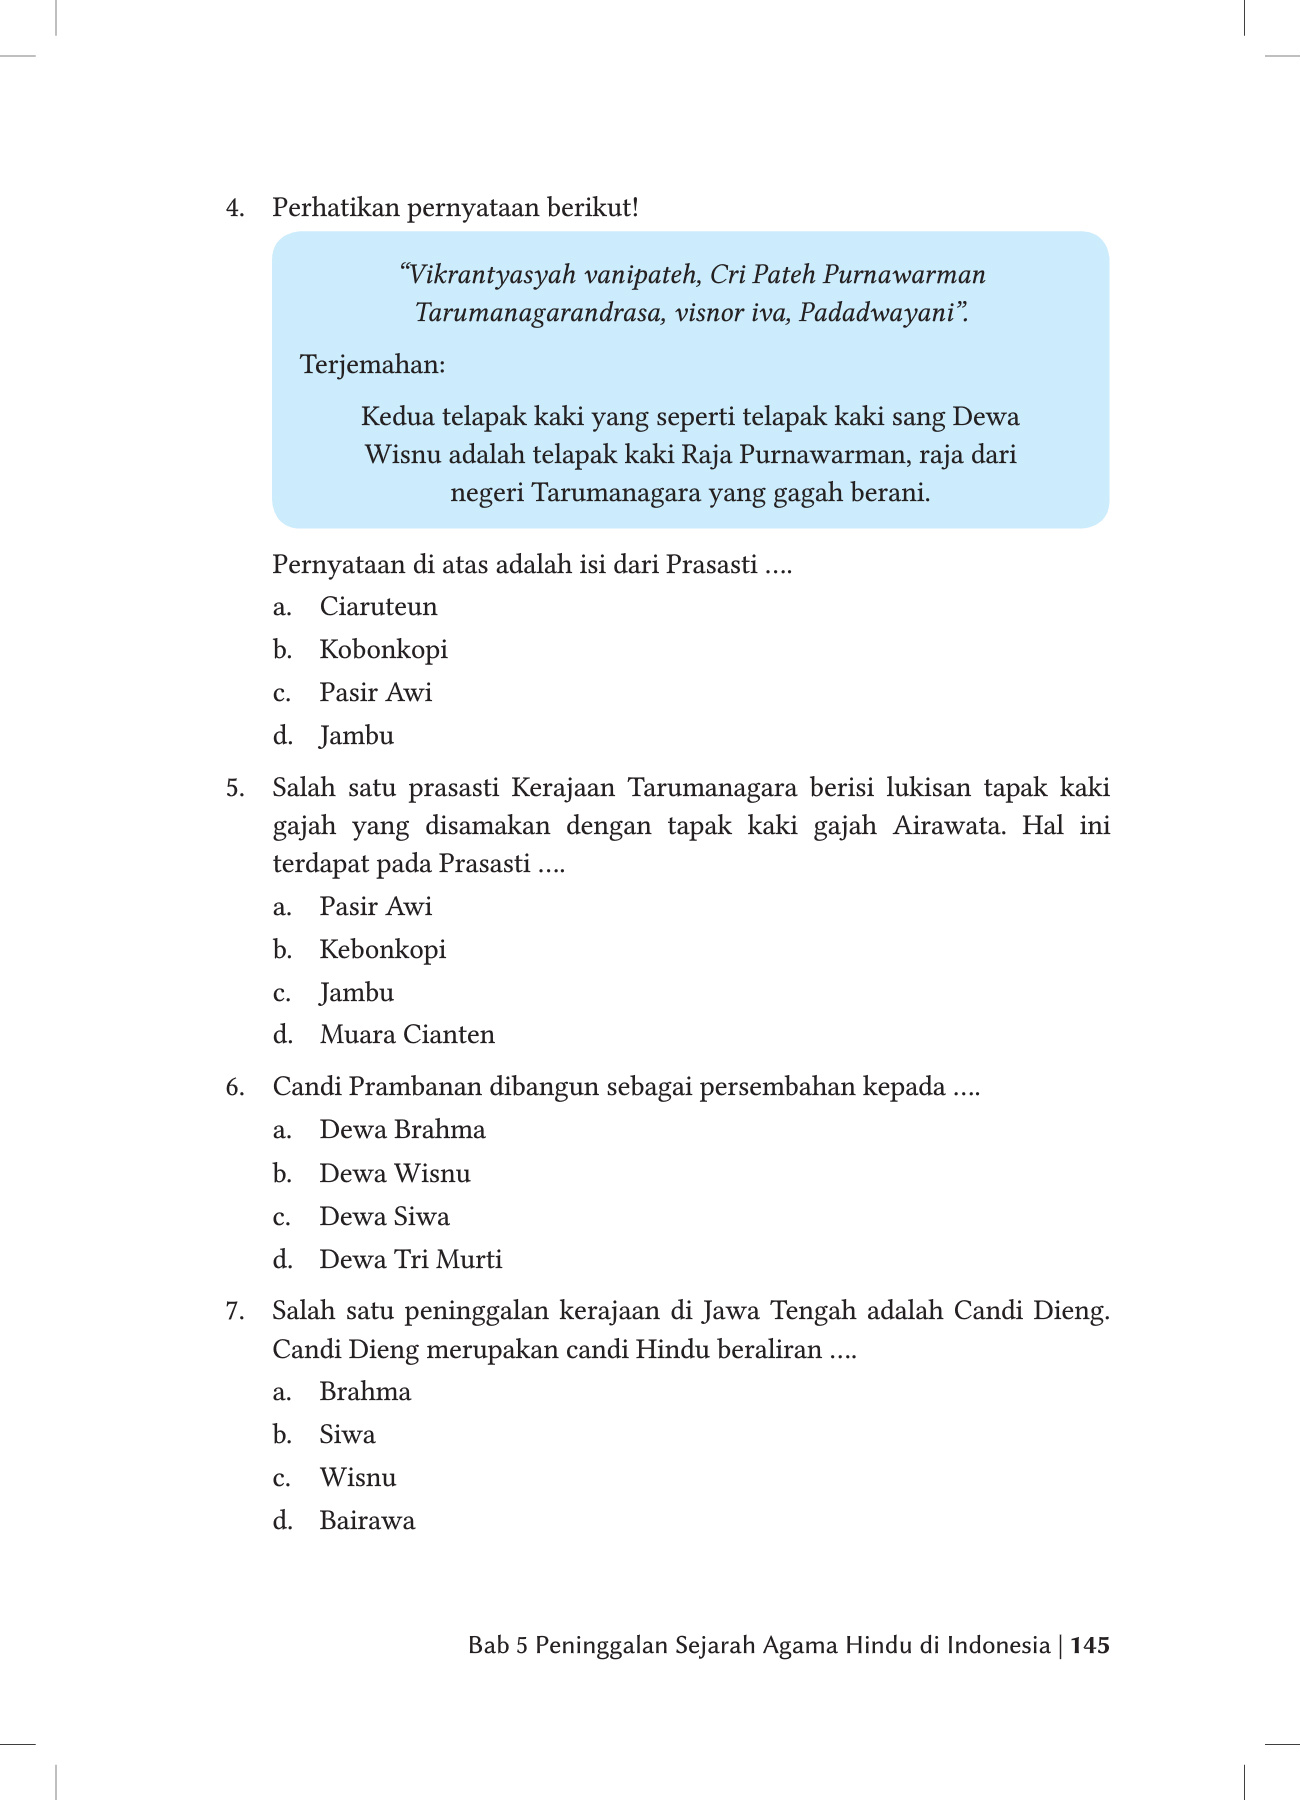 4. Perhatikan pernyataan berikut!
“Vikrantyasyah vanipateh, Cri Pateh Purnawarman
Tarumanagarandrasa, visnor iva, Padadwayani”.
Terjemahan:
Kedua telapak kaki yang seperti telapak kaki sang Dewa
Wisnu adalah telapak kaki Raja Purnawarman, raja dari
negeri Tarumanagara yang gagah berani.
Pernyataan di atas adalah isi dari Prasasti ….
a. Ciaruteun
b. Kobonkopi
c. Pasir Awi
d. Jambu
5. Salah satu prasasti Kerajaan Tarumanagara berisi lukisan tapak kaki
gajah yang disamakan dengan tapak kaki gajah Airawata. Hal ini
terdapat pada Prasasti ….
a. Pasir Awi
b. Kebonkopi
c. Jambu
d. Muara Cianten
6. Candi Prambanan dibangun sebagai persembahan kepada ….
a. Dewa Brahma
b. Dewa Wisnu
c. Dewa Siwa
d. Dewa Tri Murti
7. Salah satu peninggalan kerajaan di Jawa Tengah adalah Candi Dieng.
Candi Dieng merupakan candi Hindu beraliran ….
a. Brahma
b. Siwa
c. Wisnu
d. Bairawa
Bab 5 Peninggalan Sejarah Agama Hindu di Indonesia | 145